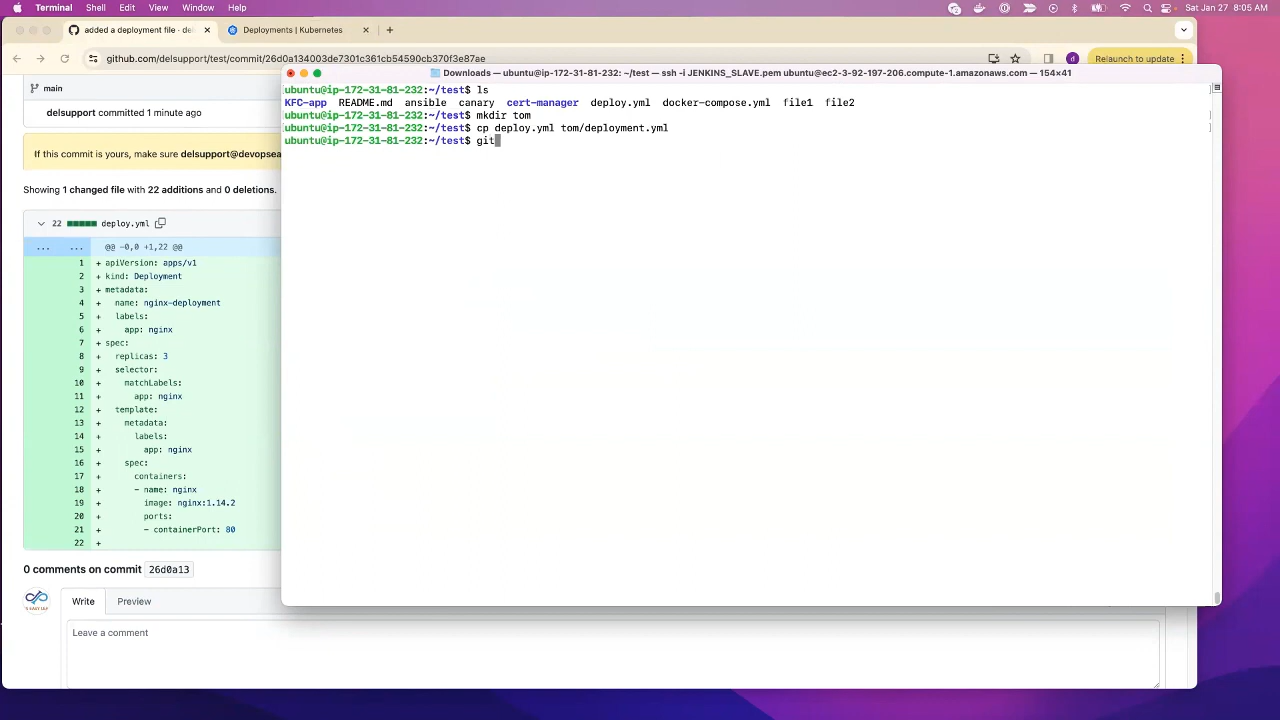 Terminal Shell Edit View Window Help
Sat Jan 27 8:05 AM
added a deployment file · de
Deployments | Kubernetes
github.com/delsupport/test/commit/26d0a134003de7301c361cb54590cb370f3e87ae
Relaunch to update
main
delsupport committed 1 minute ago
If this commit is yours, make sure delsupport@devopsea
Showing 1 changed file with 22 additions and 0 deletions.
22 deploy.yml
... ... @@ -0,0 +1,22 @@
1 + apiVersion: apps/v1
2 + kind: Deployment
3 + metadata:
4 + name: nginx-deployment
5 + labels:
6 + app: nginx
7 + spec:
8 + replicas: 3
9 + selector:
10 + matchLabels:
11 + app: nginx
12 + template:
13 + metadata:
14 + labels:
15 + app: nginx
16 + spec:
17 + containers:
18 + - name: nginx
19 + image: nginx:1.14.2
20 + ports:
21 + - containerPort: 80
22 +
0 comments on commit 26d0a13
Write Preview
Leave a comment
Downloads — ubuntu@ip-172-31-81-232: ~/test — ssh -i JENKINS_SLAVE.pem ubuntu@ec2-3-92-197-206.compute-1.amazonaws.com — 154×41
ubuntu@ip-172-31-81-232:~/test$ ls
KFC-app README.md ansible canary cert-manager deploy.yml docker-compose.yml file1 file2
ubuntu@ip-172-31-81-232:~/test$ mkdir tom
ubuntu@ip-172-31-81-232:~/test$ cp deploy.yml tom/deployment.yml
ubuntu@ip-172-31-81-232:~/test$ git